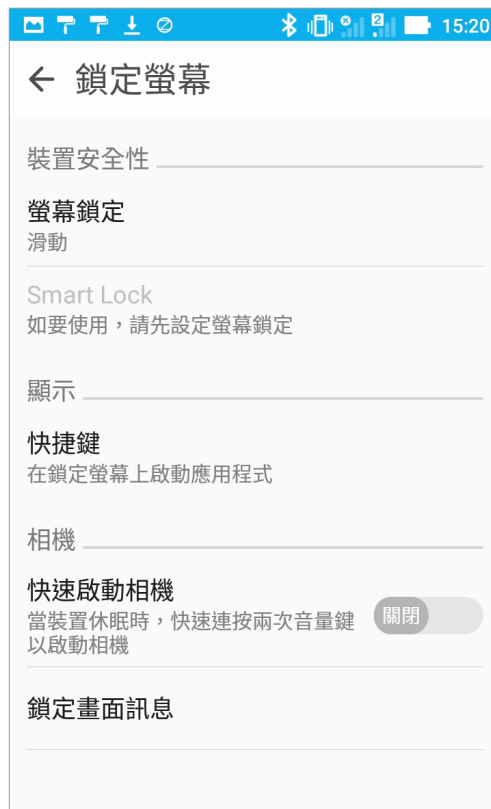 2
15:20
鎖定螢幕
裝置安全性
螢幕鎖定
滑動
Smart Lock
如要使用，請先設定螢幕鎖定
顯示
快捷鍵
在鎖定螢幕上啟動應用程式
相機
快速啟動相機
當裝置休眠時，快速連按兩次音量鍵
以啟動相機
關閉
鎖定畫面訊息